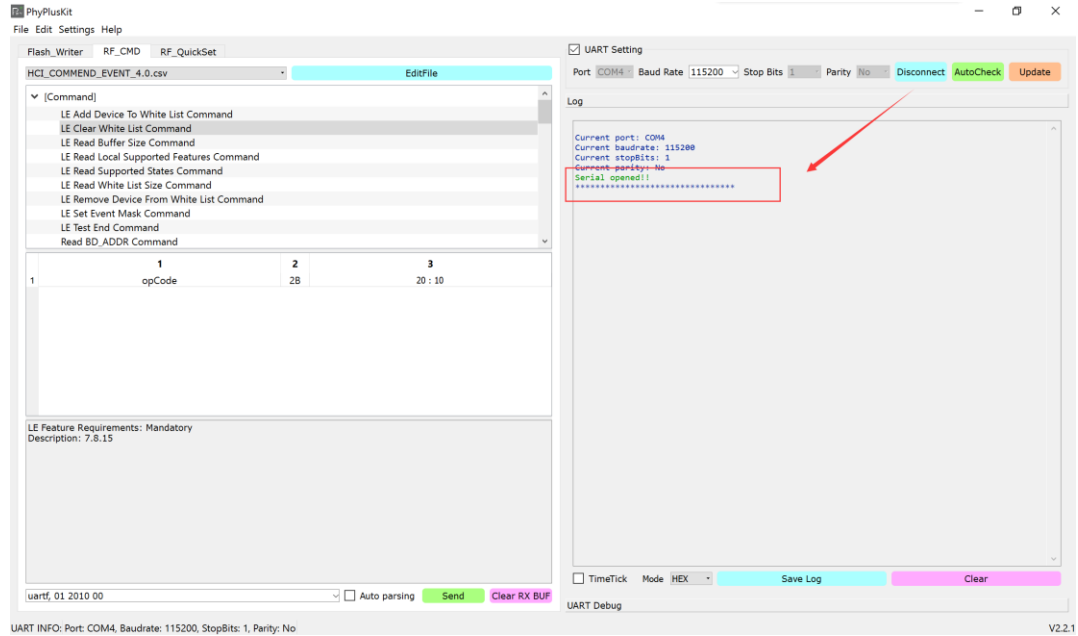 PhyPlusKit
File Edit Settings Help
Flash_Writer RF_CMD RF_QuickSet
HCI_COMMEND_EVENT_4.0.csv EditFile
[Command]
LE Add Device To White List Command
LE Clear White List Command
LE Read Buffer Size Command
LE Read Local Supported Features Command
LE Read Supported States Command
LE Read White List Size Command
LE Remove Device From White List Command
LE Set Event Mask Command
LE Test End Command
Read BD_ADDR Command
1 2 3
1 opCode 2B 20 : 10
LE Feature Requirements: Mandatory
Description: 7.8.15
uartf, 01 2010 00 Auto parsing Send Clear RX BUF
UART Setting
Port COM4 Baud Rate 115200 Stop Bits 1 Parity No Disconnect AutoCheck Update
Log
Current port: COM4
Current baudrate: 115200
Current stopBits: 1
Current parity: No
Serial opened!!
********************************
TimeTick Mode HEX Save Log Clear
UART Debug
UART INFO: Port: COM4, Baudrate: 115200, StopBits: 1, Parity: No V2.2.1